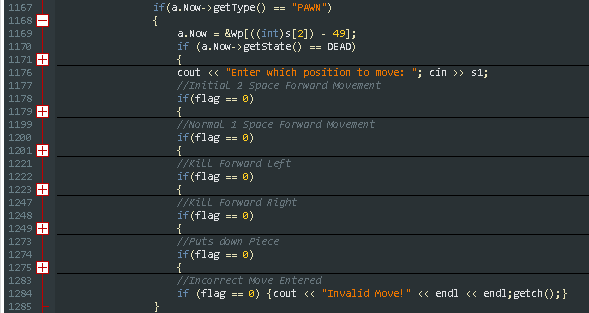 1167 if(a.Now->getType() == "PAWN")
1168 {
1169 a.Now = &Wp[((int)s[2]) - 49];
1170 if (a.Now->getState() == DEAD)
1171 {
1176 cout << "Enter which position to move: "; cin >> s1;
1177 //Initial 2 Space Forward Movement
1178 if(flag == 0)
1179 {
1199 //Normal 1 Space Forward Movement
1200 if(flag == 0)
1201 {
1221 //Kill Forward Left
1222 if(flag == 0)
1223 {
1247 //Kill Forward Right
1248 if(flag == 0)
1249 {
1273 //Puts down Piece
1274 if(flag == 0)
1275 {
1283 //Incorrect Move Entered
1284 if (flag == 0) {cout << "Invalid Move!" << endl << endl;getch();}
1285 }